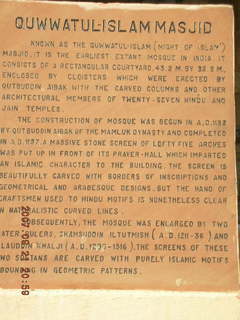 QUWWATUL-ISLAM MASJID
KNOWN AS THE QUWWATUL-ISLAM (MIGHT OF ISLAM)
MASJID, IT IS THE EARLIEST EXTANT MOSQUE IN INDIA. IT
CONSISTS OF A RECTANGULAR COURTYARD, 43.2 M. BY 32.9 M.,
ENCLOSED BY CLOISTERS WHICH WERE ERECTED BY
QUTBUDDIN AIBAK WITH THE CARVED COLUMNS AND OTHER
ARCHITECTURAL MEMBERS OF TWENTY-SEVEN HINDU AND
JAIN TEMPLES.
THE CONSTRUCTION OF MOSQUE WAS BEGUN IN A.D. 1192
BY QUTBUDDIN AIBAK OF THE MAMLUK DYNASTY AND COMPLETED
IN A.D. 1197. A MASSIVE STONE SCREEN OF LOFTY FIVE ARCHES
WAS PUT UP IN FRONT OF ITS PRAYER-HALL WHICH IMPARTED
AN ISLAMIC CHARACTER TO THE BUILDING. THE SCREEN IS
BEAUTIFULLY CARVED WITH BORDERS OF INSCRIPTIONS AND
GEOMETRICAL AND ARABESQUE DESIGNS, BUT THE HAND OF
CRAFTSMEN USED TO HINDU MOTIFS IS NONETHELESS CLEAR
IN NATURALISTIC CURVED LINES.
SUBSEQUENTLY, THE MOSQUE WAS ENLARGED BY TWO
LATER RULERS, SHAMSUDDIN ILTUTMISH (A.D. 1211-36) AND
ALAUDDIN KHALJI (A.D. 1296-1316). THE SCREENS OF THESE
TWO SULTANS ARE CARVED WITH PURELY ISLAMIC MOTIFS
ABOUNDING IN GEOMETRIC PATTERNS.